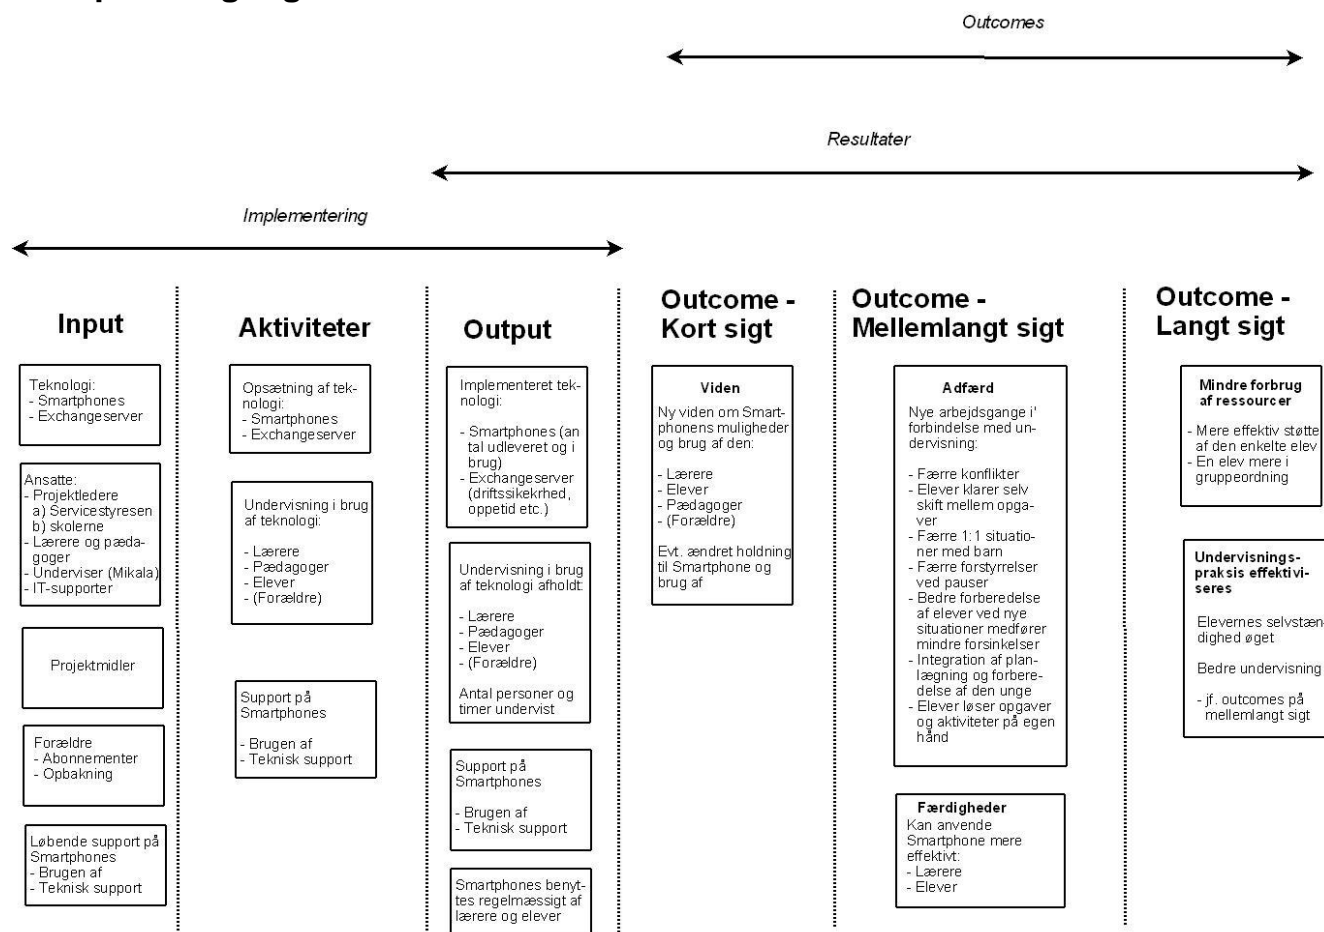 Outcomes
Resultater
Implementering
Input
Teknologi:
- Smartphones
- Exchangeserver
Ansatte:
- Projektledere
a) Servicestyresen
b) skolerne
- Lærere og pæda-
goger
- Underviser (Mikala)
- IT-supporter
Projektmidler
Forældre
- Abonnementer
- Opbakning
Løbende support på
Smartphones
- Brugen af
- Teknisk support
Aktiviteter
Opsætning af tek-
nologi:
- Smartphones
- Exchangeserver
Undervisning i brug
af teknologi:
- Lærere
- Pædagoger
- Elever
- (Forældre)
Support på
Smartphones
- Brugen af
- Teknisk support
Output
Implementeret tek-
nologi:
- Smartphones (an
tal udleveret og i
brug)
- Exchangeserver
(driftssikekrhed,
oppetid etc.)
Undervisning i brug
af teknologi afholdt:
- Lærere
- Pædagoger
- Elever
- (Forældre)
Antal personer og
timer undervist
Support på
Smartphones
- Brugen af
- Teknisk support
Smartphones benyt-
tes regelmæssigt af
lærere og elever
Outcome -
Kort sigt
Viden
Ny viden om Smart-
phonens muligheder
og brug af den:
- Lærere
- Elever
- Pædagoger
- (Forældre)
Evt. ændret holdning
til Smartphone og
brug af
Outcome -
Mellemlangt sigt
Adfærd
Nye arbejdsgange i'
forbindelse med un-
dervisning:
- Færre konflikter
- Elever klarer selv
skift mellem opga-
ver
- Færre 1:1 situatio-
ner med barn
- Færre forstyrrelser
ved pauser
- Bedre forberedelse
af elever ved nye
situationer medfører
mindre forsinkelser
- Integration af plan-
lægning og forbere-
delse af den unge
- Elever løser opgaver
og aktiviteter på egen
hånd
Færdigheder
Kan anvende
Smartphone mere
effektivt:
- Lærere
- Elever
Outcome -
Langt sigt
Mindre forbrug
af ressourcer
- Mere effektiv støtte
af den enkelte elev
- En elev mere i
gruppeordning
Undervisnings-
praksis effektivi-
seres
Elevernes selvstæn-
dighed øget
Bedre undervisning
- jf. outcomes på
mellemlangt sigt